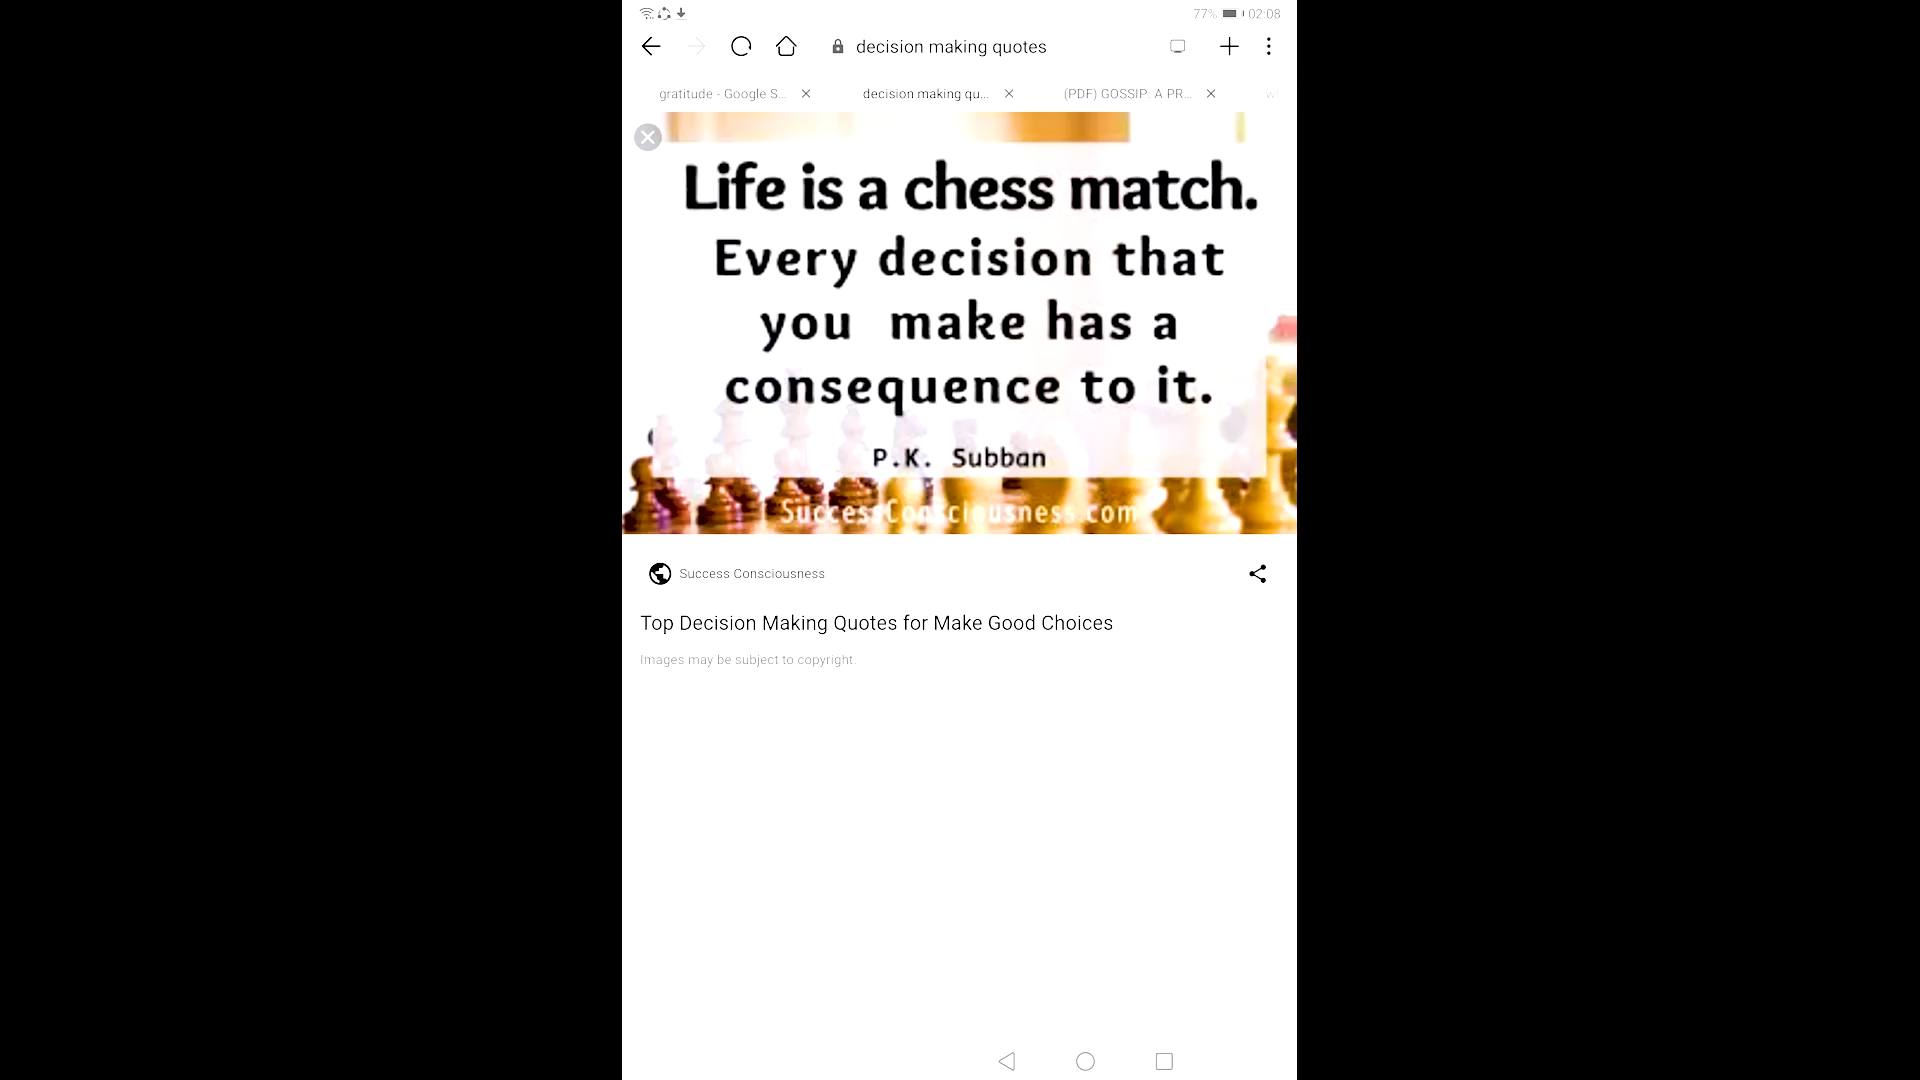 77% 02:08
decision making quotes
gratitude - Google S... decision making qu... (PDF) GOSSIP: A PR...
Life is a chess match.
Every decision that
you make has a
consequence to it.
P.K. Subban
SuccessConsciousness.com
Success Consciousness
Top Decision Making Quotes for Make Good Choices
Images may be subject to copyright.